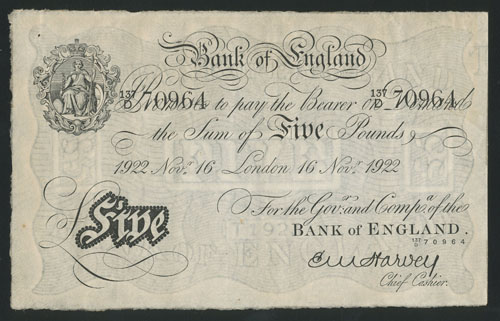 Bank of England
137/D 70964 137/D 70964
to pay the Bearer on Demand
the Sum of Five Pounds
1922 Novr. 16 London 16 Novr. 1922
For the Govr. and Compa. of the
Five
BANK of ENGLAND.
137/D 70964
E M Harvey
Chief Cashier.